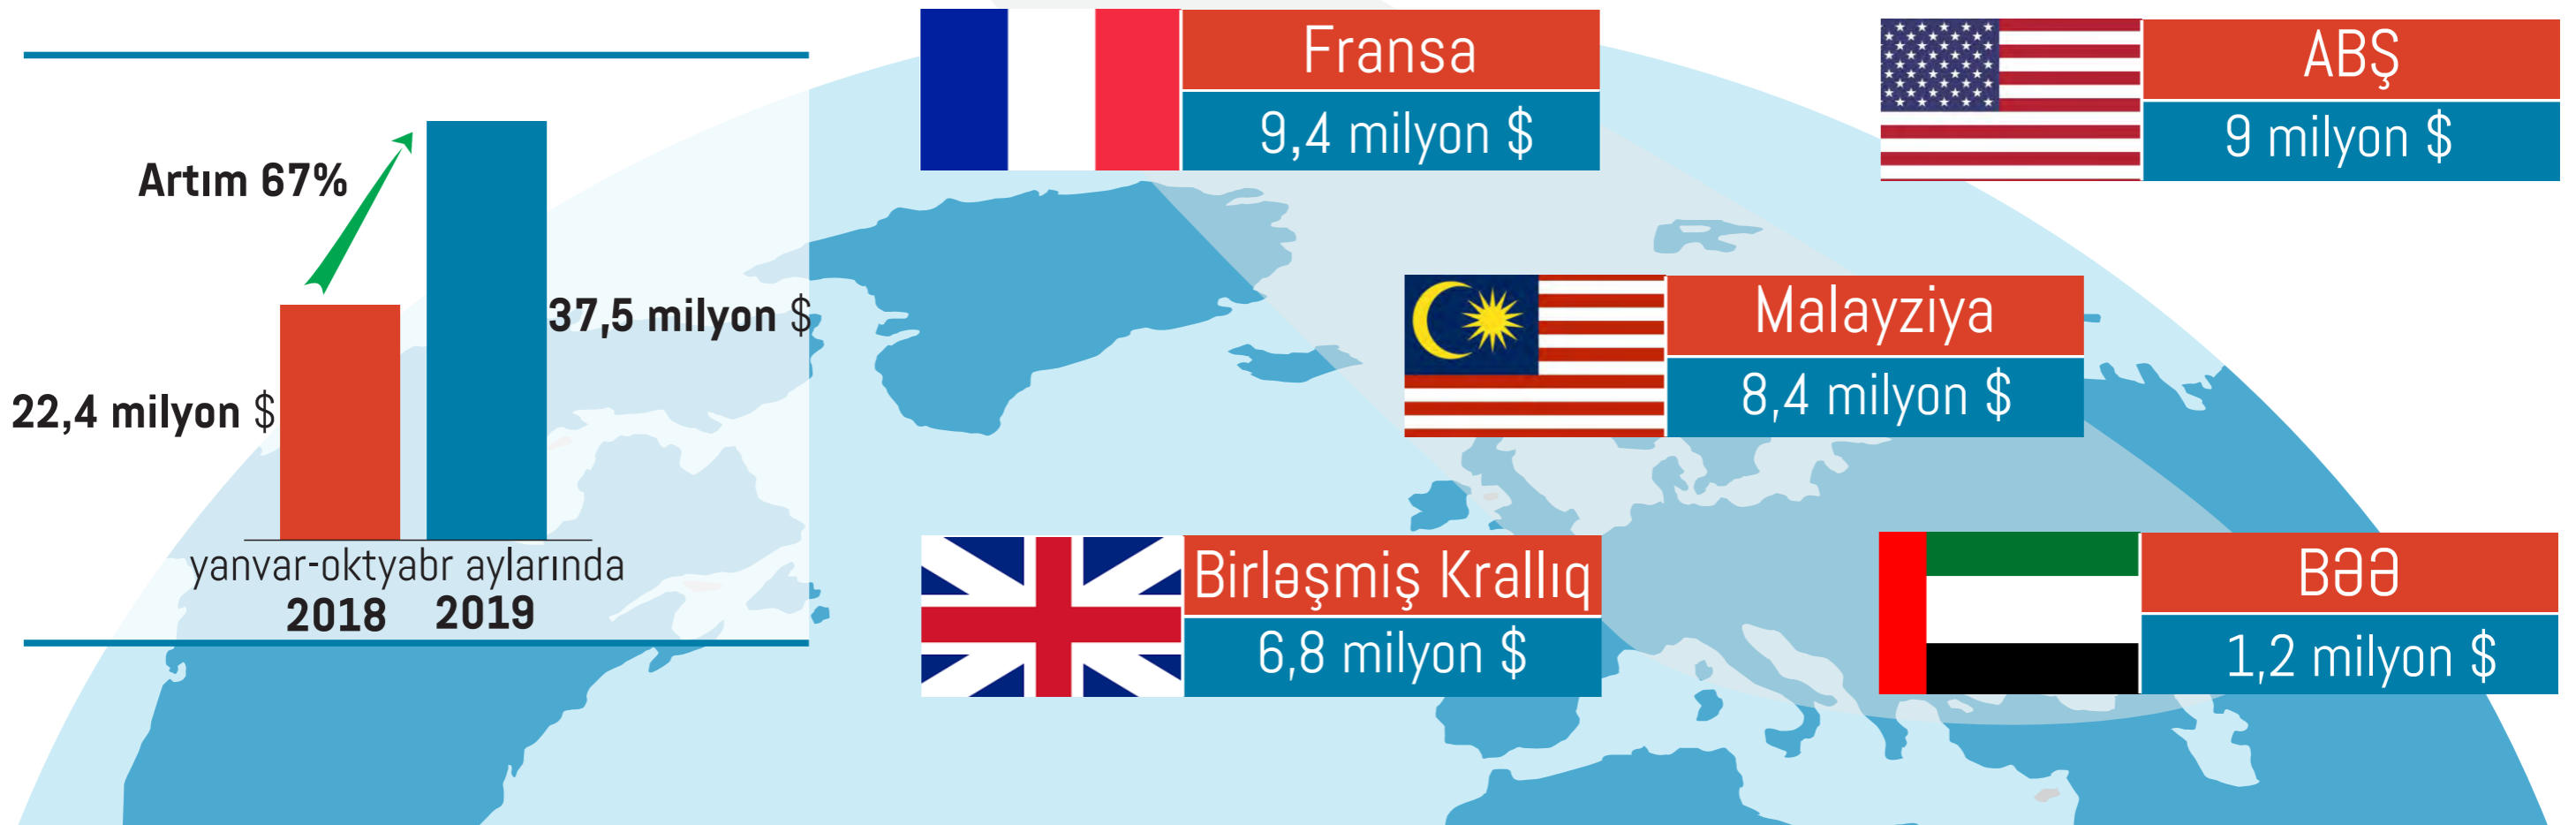 Artım 67%
37,5 milyon $
22,4 milyon $
yanvar-oktyabr aylarında
2018 2019
Fransa
9,4 milyon $
ABŞ
9 milyon $
Malayziya
8,4 milyon $
Birləşmiş Krallıq
6,8 milyon $
BƏƏ
1,2 milyon $